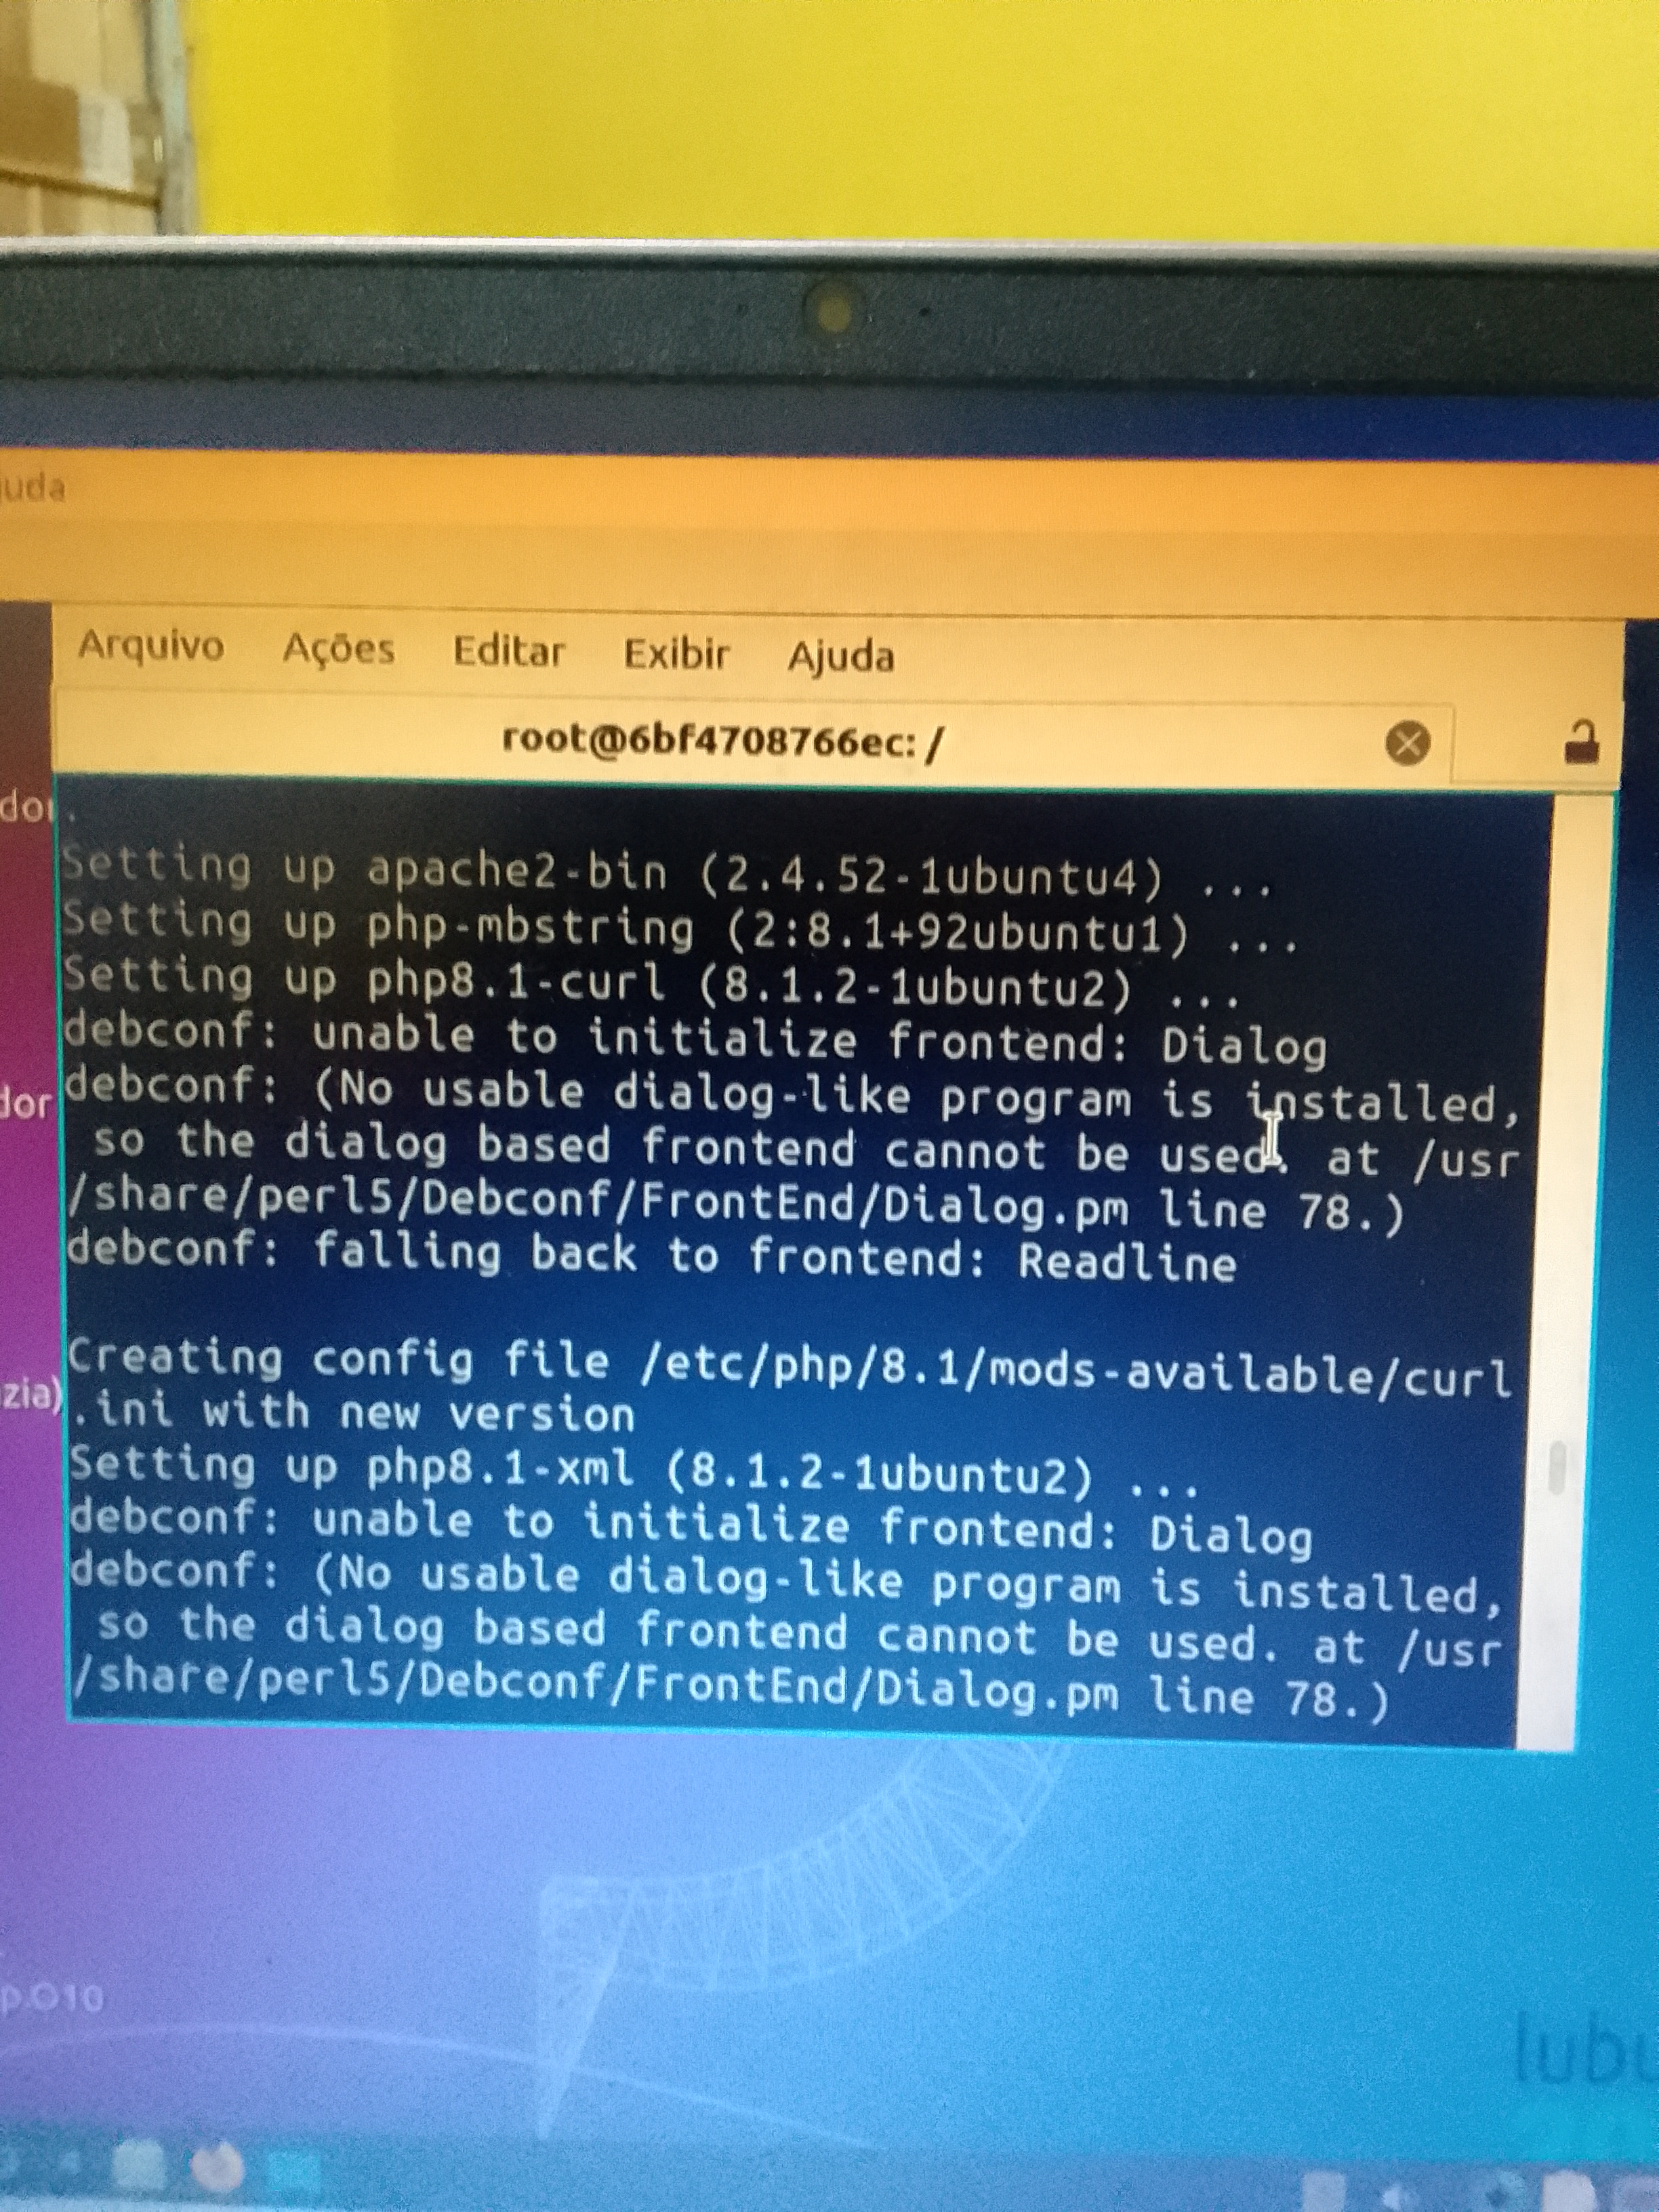 juda
Arquivo Ações Editar Exibir Ajuda
root@6bf4708766ec: /
dor
.
Setting up apache2-bin (2.4.52-1ubuntu4) ...
Setting up php-mbstring (2:8.1+92ubuntu1) ...
Setting up php8.1-curl (8.1.2-1ubuntu2) ...
debconf: unable to initialize frontend: Dialog
dor
debconf: (No usable dialog-like program is installed,
so the dialog based frontend cannot be used. at /usr
/share/perl5/Debconf/FrontEnd/Dialog.pm line 78.)
debconf: falling back to frontend: Readline
Creating config file /etc/php/8.1/mods-available/curl
zia)
.ini with new version
Setting up php8.1-xml (8.1.2-1ubuntu2) ...
debconf: unable to initialize frontend: Dialog
debconf: (No usable dialog-like program is installed,
so the dialog based frontend cannot be used. at /usr
/share/perl5/Debconf/FrontEnd/Dialog.pm line 78.)
lubu